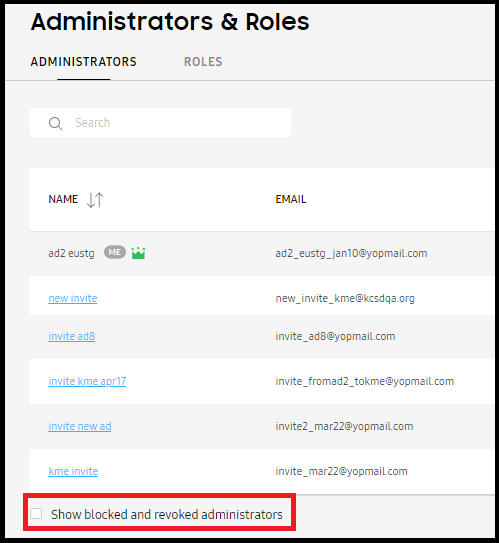 Administrators & Roles
ADMINISTRATORS ROLES
Search
NAME EMAIL
ad2 eustg ME ad2_eustg_jan10@yopmail.com
new invite new_invite_kme@kcsdqa.org
invite ad8 invite_ad8@yopmail.com
invite kme apr17 invite_fromad2_tokme@yopmail.com
invite new ad invite2_mar22@yopmail.com
kme invite invite_mar22@yopmail.com
Show blocked and revoked administrators